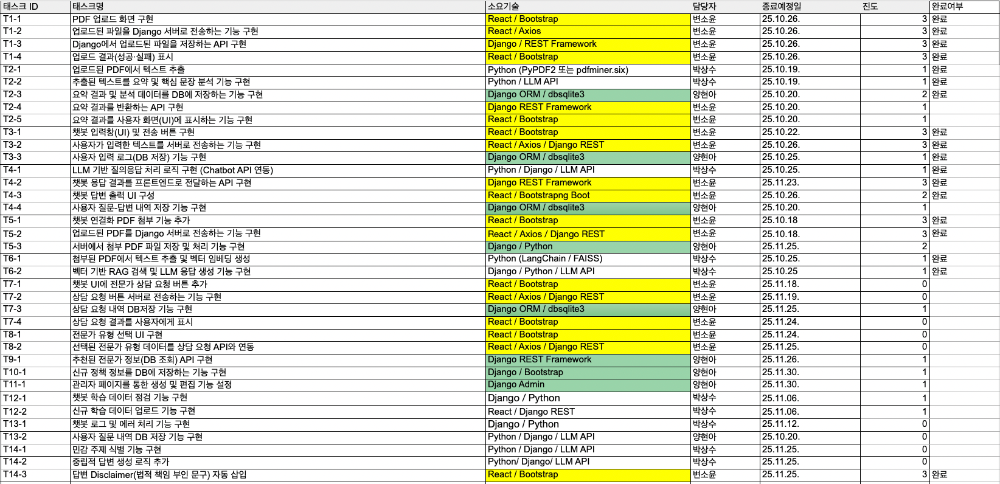 태스크 ID 태스크명 소요기술 담당자 종료예정일 진도 완료여부
T1-1 PDF 업로드 화면 구현 React / Bootstrap 변소윤 25.10.26. 3 완료
T1-2 업로드된 파일을 Django 서버로 전송하는 기능 구현 React / Axios 변소윤 25.10.26. 3 완료
T1-3 Django에서 업로드된 파일을 저장하는 API 구현 Django / REST Framework 변소윤 25.10.26. 3 완료
T1-4 업로드 결과(성공·실패) 표시 React / Bootstrap 변소윤 25.10.26. 3 완료
T2-1 업로드된 PDF에서 텍스트 추출 Python (PyPDF2 또는 pdfminer.six) 박상수 25.10.19. 1 완료
T2-2 추출된 텍스트를 요약 및 핵심 문장 분석 기능 구현 Python / LLM API 박상수 25.10.19. 1 완료
T2-3 요약 결과 및 분석 데이터를 DB에 저장하는 기능 구현 Django ORM / dbsqlite3 양현아 25.10.20. 2 완료
T2-4 요약 결과를 반환하는 API 구현 Django REST Framework 변소윤 25.10.20. 1
T2-5 요약 결과를 사용자 화면(UI)에 표시하는 기능 구현 React / Bootstrap 변소윤 25.10.20. 1
T3-1 챗봇 입력창(UI) 및 전송 버튼 구현 React / Bootstrap 변소윤 25.10.22. 3 완료
T3-2 사용자가 입력한 텍스트를 서버로 전송하는 기능 구현 React / Axios / Django REST 변소윤 25.10.26. 3 완료
T3-3 사용자 입력 로그(DB 저장) 기능 구현 Django ORM / dbsqlite3 양현아 25.10.25. 1 완료
T4-1 LLM 기반 질의응답 처리 로직 구현 (Chatbot API 연동) Python / Django / LLM API 박상수 25.10.25. 1 완료
T4-2 챗봇 응답 결과를 프론트엔드로 전달하는 API 구현 Django REST Framework 변소윤 25.11.23. 3 완료
T4-3 챗봇 답변 출력 UI 구성 React / Bootstrapng Boot 변소윤 25.10.26. 2 완료
T4-4 사용자 질문-답변 내역 저장 기능 구현 Django ORM / dbsqlite3 양현아 25.10.20. 1
T5-1 챗봇 연결화 PDF 첨부 기능 추가 React / Bootstrap 변소윤 25.10.18 3 완료
T5-2 업로드된 PDF를 Django 서버로 전송하는 기능 구현 React / Axios / Django REST 변소윤 25.10.18. 3 완료
T5-3 서버에서 첨부 PDF 파일 저장 및 처리 기능 구현 Django / Python 양현아 25.11.25. 2
T6-1 첨부된 PDF에서 텍스트 추출 및 벡터 임베딩 생성 Python (LangChain / FAISS) 박상수 25.10.25. 1 완료
T6-2 벡터 기반 RAG 검색 및 LLM 응답 생성 기능 구현 Django / Python / LLM API 박상수 25.10.25 1 완료
T7-1 챗봇 UI에 전문가 상담 요청 버튼 추가 React / Bootstrap 변소윤 25.11.18. 0
T7-2 상담 요청 버튼 서버로 전송하는 기능 구현 React / Axios / Django REST 변소윤 25.11.19. 0
T7-3 상담 요청 내역 DB저장 기능 구현 Django ORM / dbsqlite3 양현아 25.11.25. 1
T7-4 상담 요청 결과를 사용자에게 표시 React / Bootstrap 변소윤 25.11.24. 0
T8-1 전문가 유형 선택 UI 구현 React / Bootstrap 변소윤 25.11.24. 0
T8-2 선택된 전문가 유형 데이터를 상담 요청 API와 연동 React / Axios / Django REST 변소윤 25.11.25. 0
T9-1 추천된 전문가 정보(DB 조회) API 구현 Django REST Framework 양현아 25.11.26. 1
T10-1 신규 정책 정보를 DB에 저장하는 기능 구현 Django / Bootstrap 양현아 25.11.30. 1
T11-1 관리자 페이지를 통한 생성 및 편집 기능 설정 Django Admin 양현아 25.11.30. 1
T12-1 챗봇 학습 데이터 점검 기능 구현 Django / Python 박상수 25.11.06. 1
T12-2 신규 학습 데이터 업로드 기능 구현 React / Django REST 박상수 25.11.06. 1
T13-1 챗봇 로그 및 에러 처리 기능 구현 Django / Python 박상수 25.11.12. 0
T13-2 사용자 질문 내역 DB 저장 기능 구현 Python / Django / LLM API 양현아 25.10.20. 0
T14-1 민감 주제 식별 기능 구현 Python / Django / LLM API 박상수 25.11.25. 0
T14-2 중립적 답변 생성 로직 추가 Python/ Django/ LLM API 박상수 25.11.25. 0
T14-3 답변 Disclaimer(법적 책임 부인 문구) 자동 삽입 React / Bootstrap 변소윤 25.11.25. 3 완료